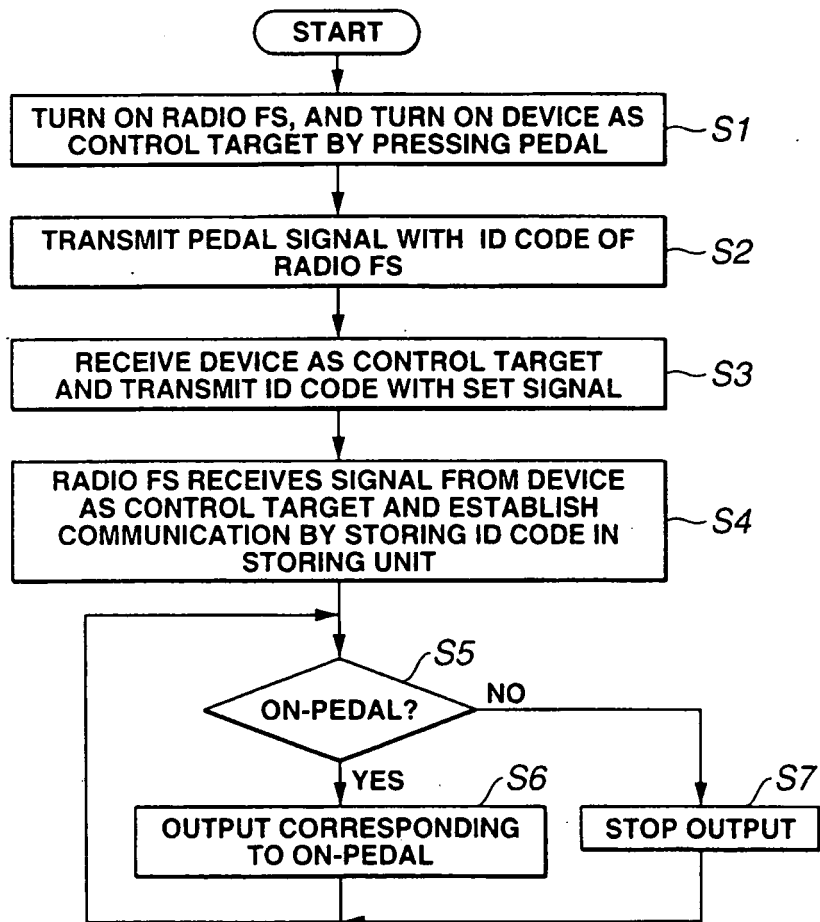 START
TURN ON RADIO FS, AND TURN ON DEVICE AS
CONTROL TARGET BY PRESSING PEDAL
S1
TRANSMIT PEDAL SIGNAL WITH ID CODE OF
RADIO FS
S2
RECEIVE DEVICE AS CONTROL TARGET
AND TRANSMIT ID CODE WITH SET SIGNAL
S3
RADIO FS RECEIVES SIGNAL FROM DEVICE
AS CONTROL TARGET AND ESTABLISH
COMMUNICATION BY STORING ID CODE IN
STORING UNIT
S4
S5
ON-PEDAL?
NO
YES
S6
OUTPUT CORRESPONDING
TO ON-PEDAL
S7
STOP OUTPUT